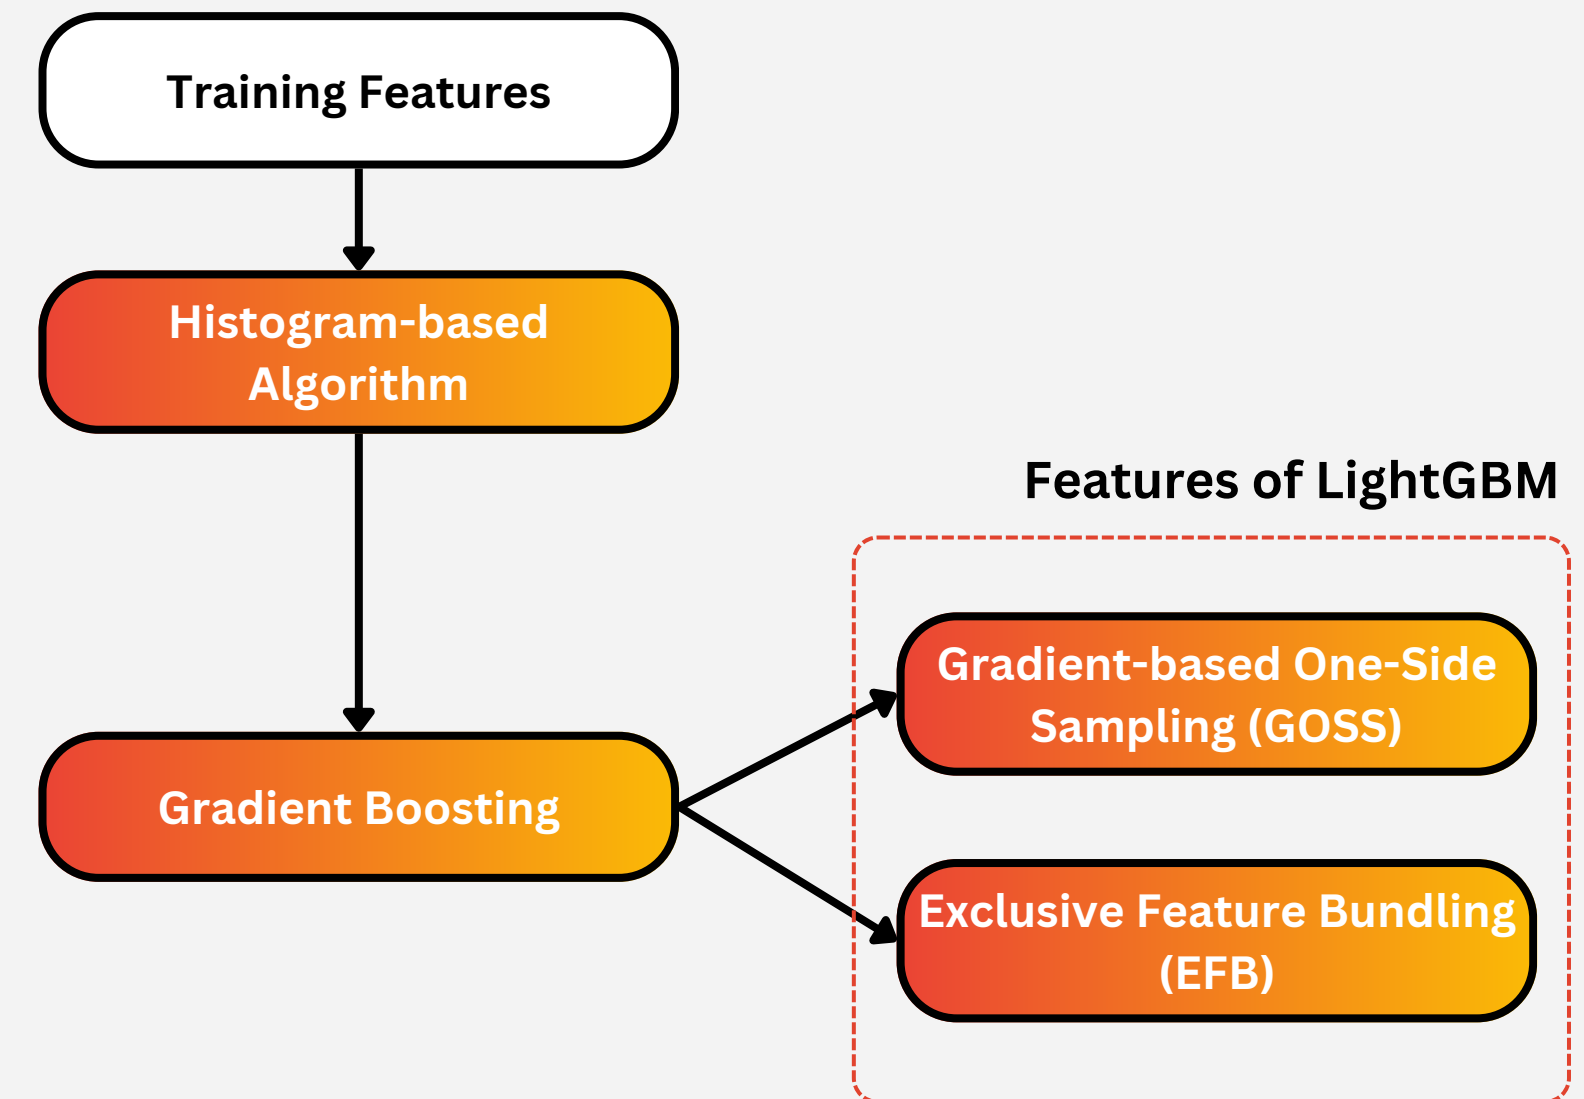 Training Features
Histogram-based
Algorithm
Gradient Boosting
Features of LightGBM
Gradient-based One-Side
Sampling (GOSS)
Exclusive Feature Bundling
(EFB)